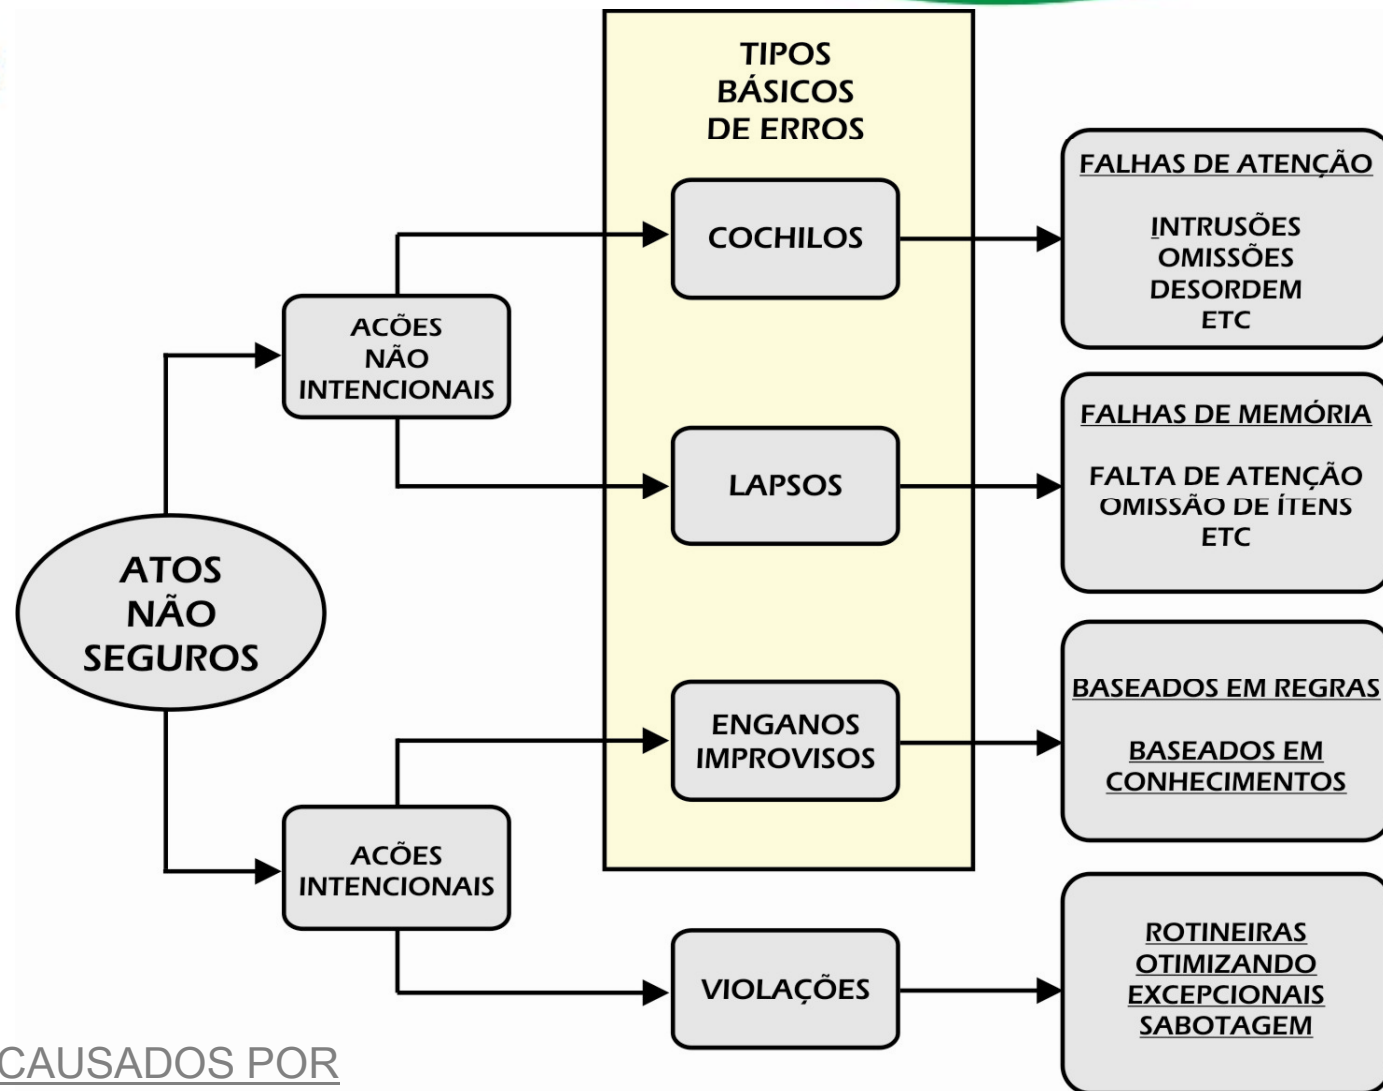 TIPOS
BÁSICOS
DE ERROS
FALHAS DE ATENÇÃO
INTRUSÕES
OMISSÕES
DESORDEM
ETC
COCHILOS
ACÕES
NÃO
INTENCIONAIS
FALHAS DE MEMÓRIA
FALTA DE ATENÇÃO
OMISSÃO DE ÍTENS
ETC
LAPSOS
ATOS
NÃO
SEGUROS
BASEADOS EM REGRAS
BASEADOS EM
CONHECIMENTOS
ENGANOS
IMPROVISOS
ACÕES
INTENCIONAIS
VIOLAÇÕES
ROTINEIRAS
OTIMIZANDO
EXCEPCIONAIS
SABOTAGEM
CAUSADOS POR